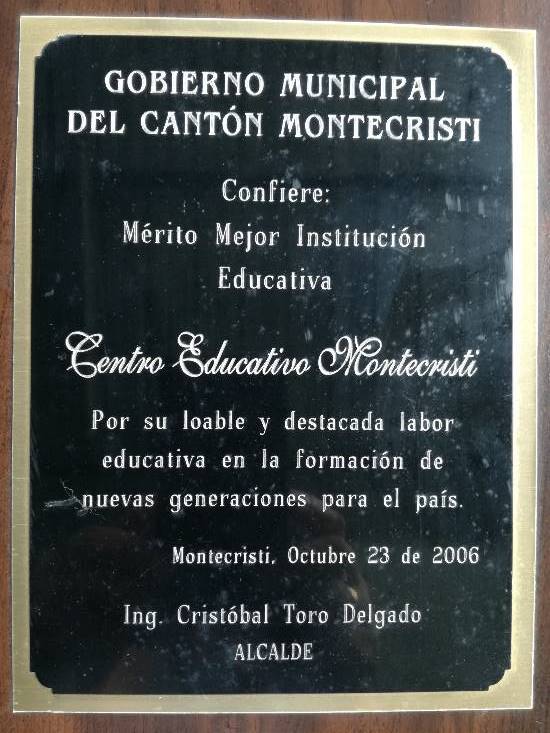 GOBIERNO MUNICIPAL
DEL CANTÓN MONTECRISTI
Confiere:
Mérito Mejor Institución
Educativa
Centro Educativo Montecristi
Por su loable y destacada labor
educativa en la formación de
nuevas generaciones para el país.
Montecristi, Octubre 23 de 2006
Ing. Cristóbal Toro Delgado
ALCALDE